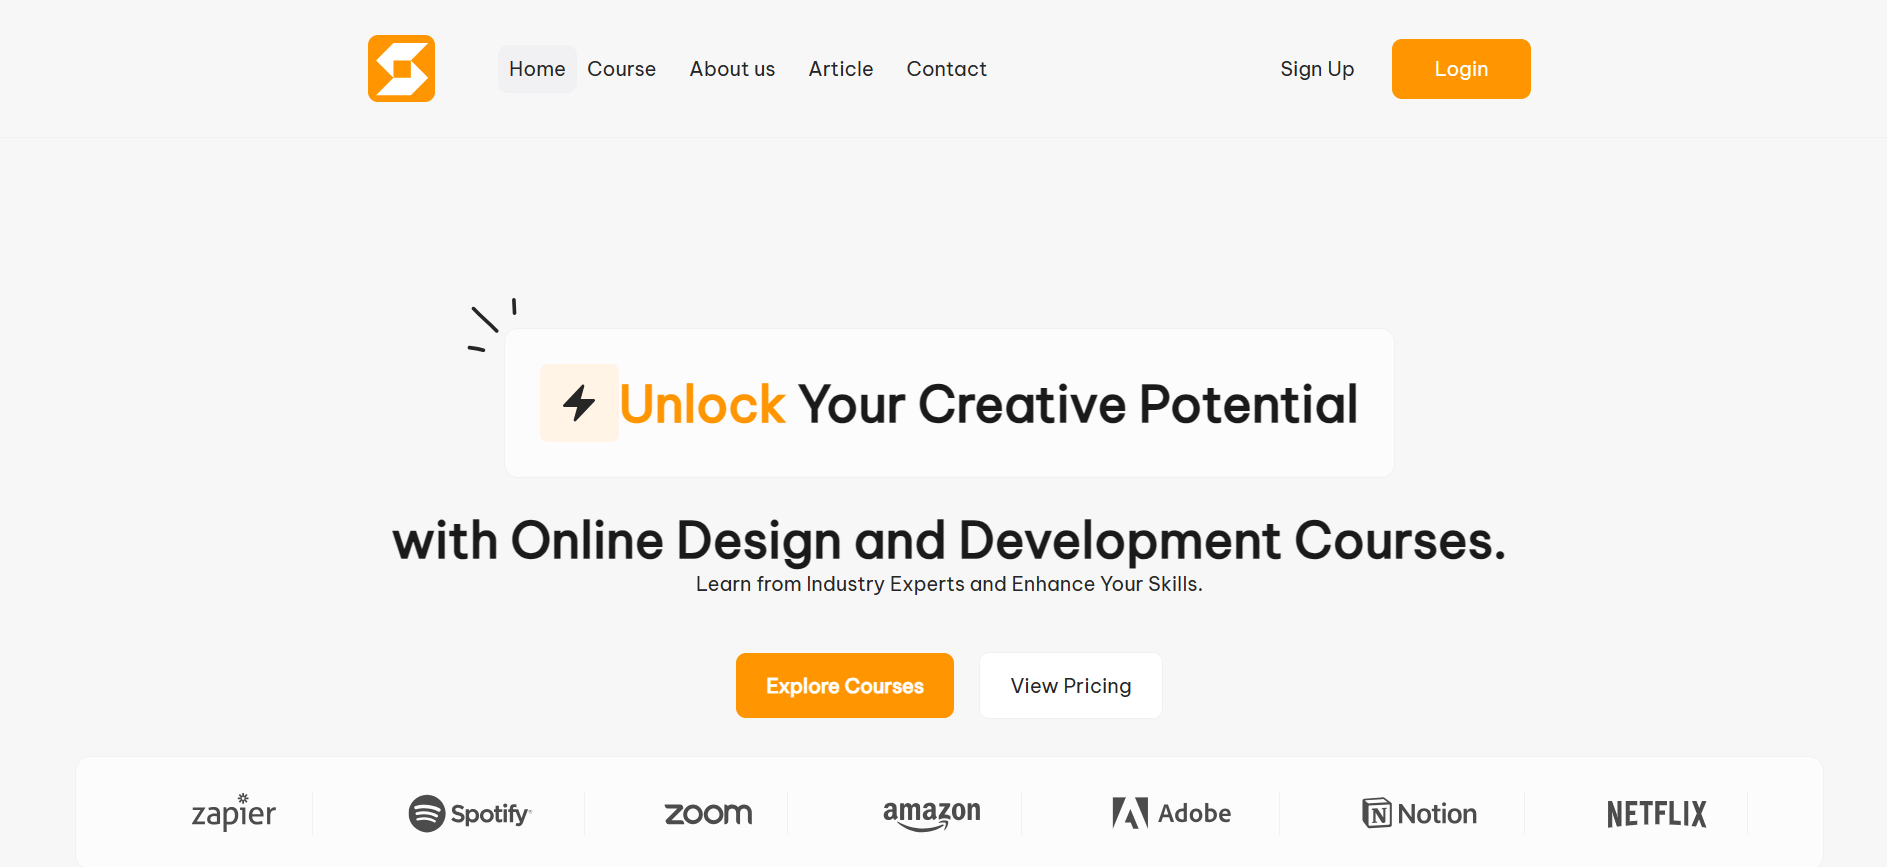 Home Course About us Article Contact Sign Up Login
Unlock Your Creative Potential
with Online Design and Development Courses.
Learn from Industry Experts and Enhance Your Skills.
Explore Courses View Pricing
zapier Spotify zoom amazon Adobe Notion NETFLIX